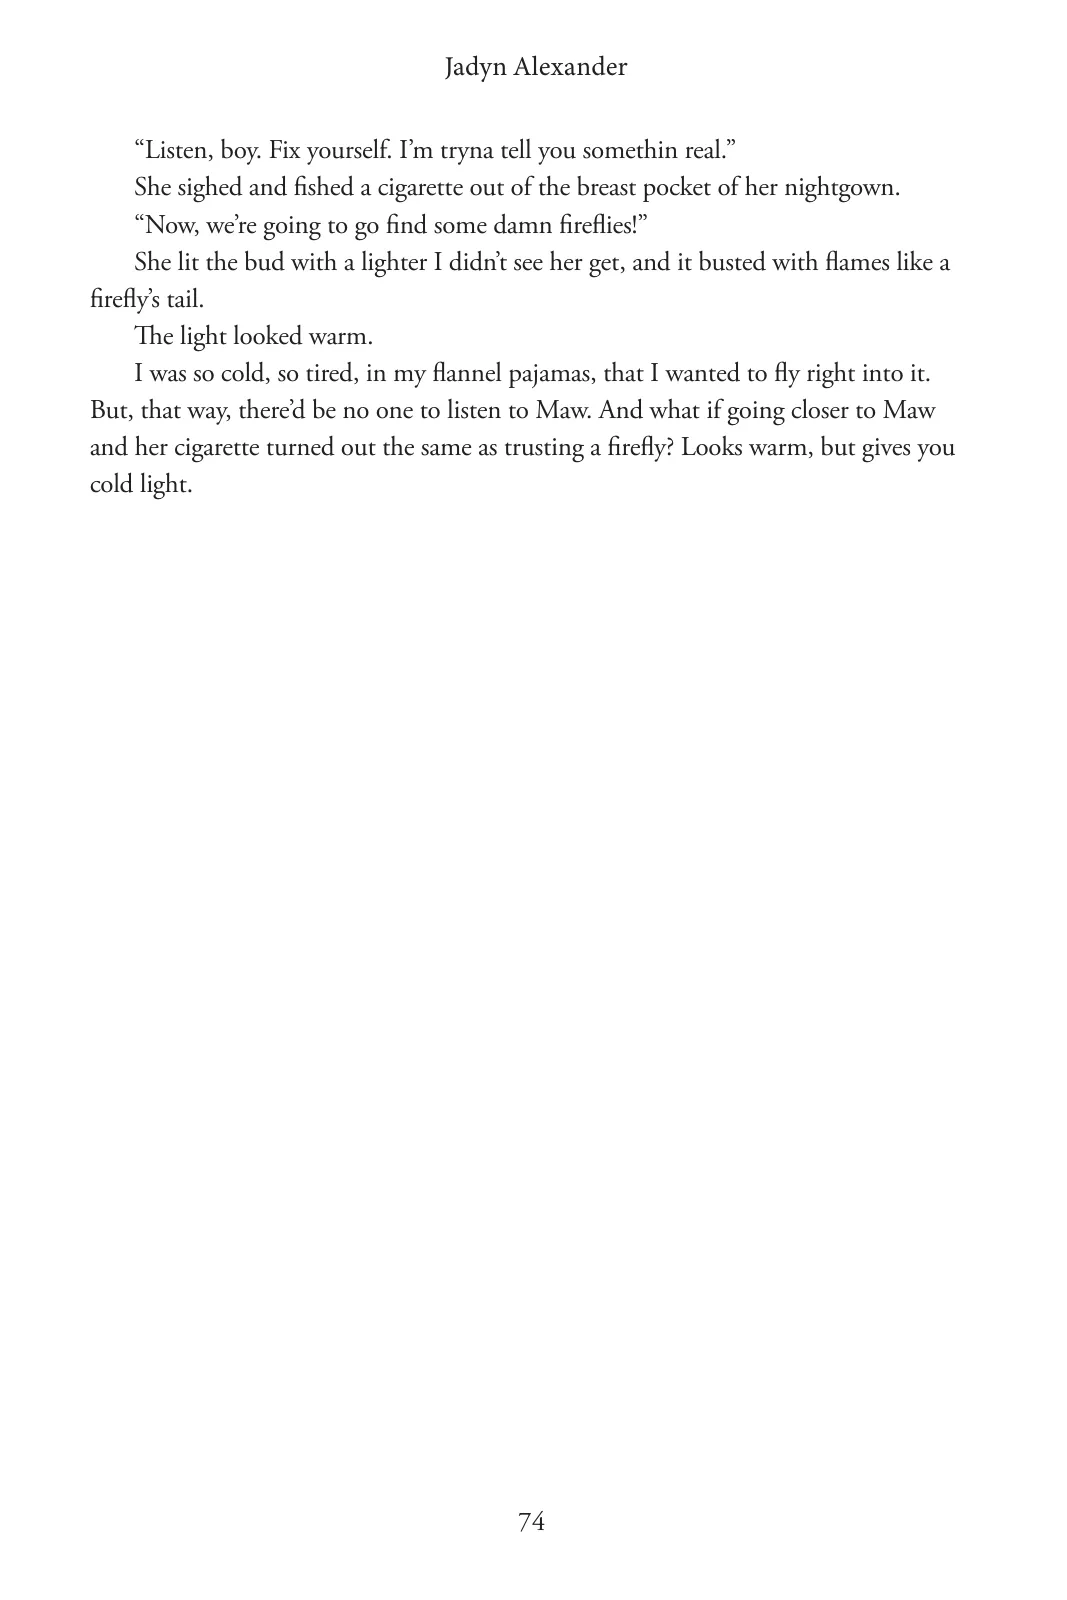 Jadyn Alexander
“Listen, boy. Fix yourself. I’m tryna tell you somethin real.”
She sighed and fished a cigarette out of the breast pocket of her nightgown.
“Now, we’re going to go find some damn fireflies!”
She lit the bud with a lighter I didn’t see her get, and it busted with flames like a
firefly’s tail.
The light looked warm.
I was so cold, so tired, in my flannel pajamas, that I wanted to fly right into it.
But, that way, there’d be no one to listen to Maw. And what if going closer to Maw
and her cigarette turned out the same as trusting a firefly? Looks warm, but gives you
cold light.
74